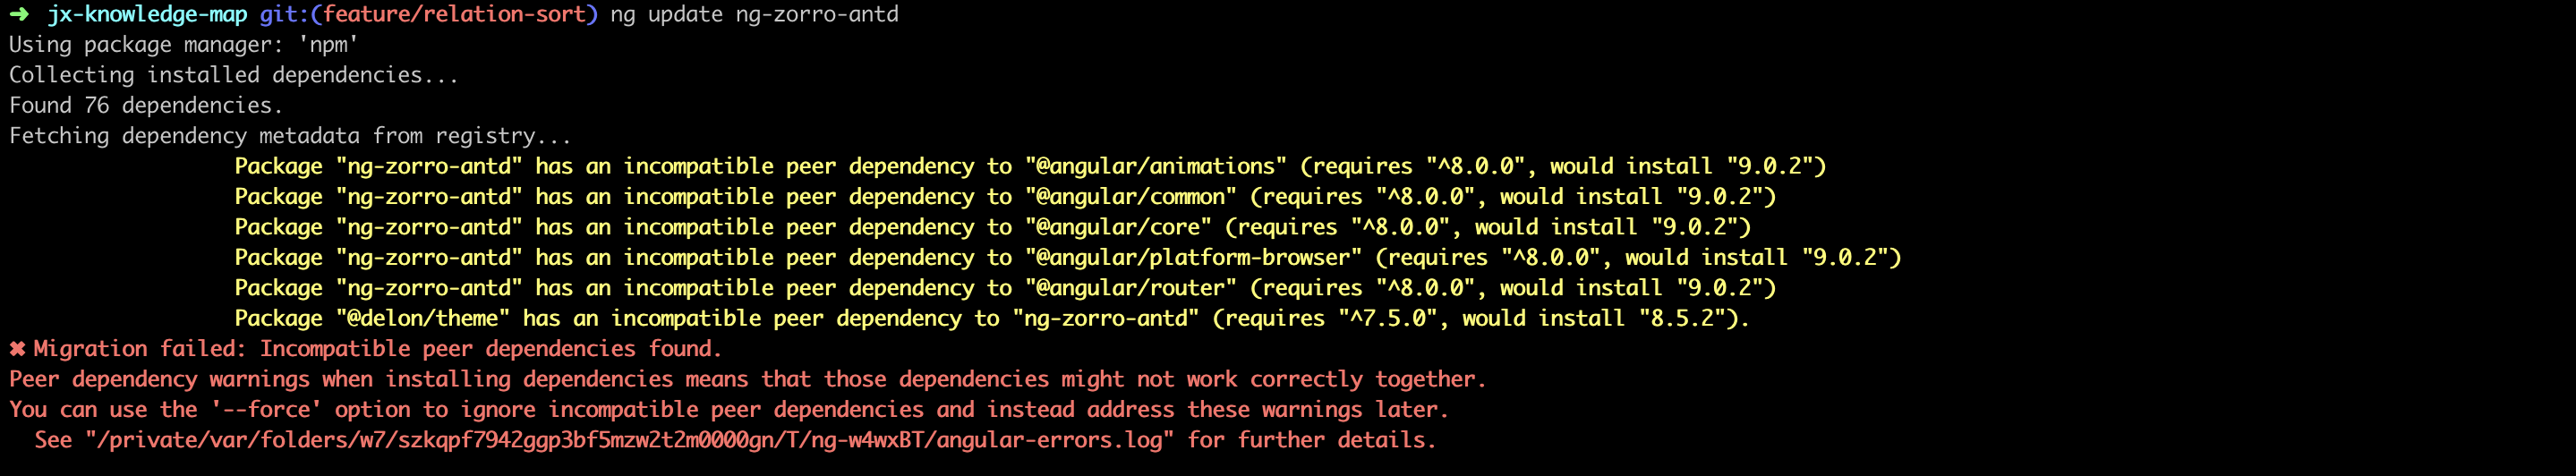 ➜ jx-knowledge-map git:(feature/relation-sort) ng update ng-zorro-antd
Using package manager: 'npm'
Collecting installed dependencies...
Found 76 dependencies.
Fetching dependency metadata from registry...
Package "ng-zorro-antd" has an incompatible peer dependency to "@angular/animations" (requires "^8.0.0", would install "9.0.2")
Package "ng-zorro-antd" has an incompatible peer dependency to "@angular/common" (requires "^8.0.0", would install "9.0.2")
Package "ng-zorro-antd" has an incompatible peer dependency to "@angular/core" (requires "^8.0.0", would install "9.0.2")
Package "ng-zorro-antd" has an incompatible peer dependency to "@angular/platform-browser" (requires "^8.0.0", would install "9.0.2")
Package "ng-zorro-antd" has an incompatible peer dependency to "@angular/router" (requires "^8.0.0", would install "9.0.2")
Package "@delon/theme" has an incompatible peer dependency to "ng-zorro-antd" (requires "^7.5.0", would install "8.5.2").
✖ Migration failed: Incompatible peer dependencies found.
Peer dependency warnings when installing dependencies means that those dependencies might not work correctly together.
You can use the '--force' option to ignore incompatible peer dependencies and instead address these warnings later.
See "/private/var/folders/w7/szkqpf7942ggp3bf5mzw2t2m0000gn/T/ng-w4wxBT/angular-errors.log" for further details.